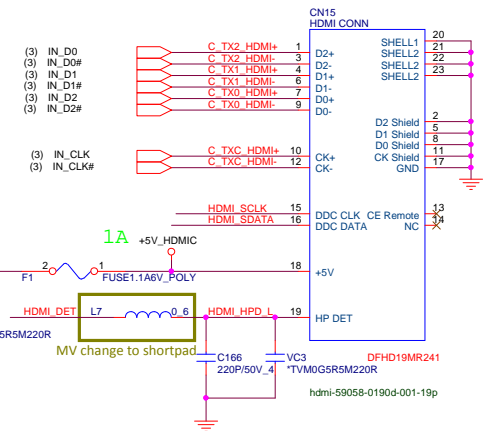 CN15
HDMI CONN
20
SHELL1
21
SHELL2
22
SHELL2
23
SHELL2
(3) IN_D0 C_TX2_HDMI+ 1 D2+
(3) IN_D0# C_TX2_HDMI- 3 D2-
(3) IN_D1 C_TX1_HDMI+ 4 D1+
(3) IN_D1# C_TX1_HDMI- 6 D1-
(3) IN_D2 C_TX0_HDMI+ 7 D0+
(3) IN_D2# C_TX0_HDMI- 9 D0-
D2 Shield 2
D1 Shield 5
D0 Shield 8
(3) IN_CLK C_TXC_HDMI+ 10 CK+ CK Shield 11
(3) IN_CLK# C_TXC_HDMI- 12 CK- GND 17
HDMI_SCLK 15 DDC CLK CE Remote 13
HDMI_SDATA 16 DDC DATA NC 14
1A +5V_HDMIC
2 1 18 +5V
F1 FUSE1.1A6V_POLY
HDMI_DET L7 0_6 HDMI_HPD_L 19 HP DET
5R5M220R
MV change to shortpad
C166 VC3 DFHD19MR241
220P/50V_4 *TVM0G5R5M220R
hdmi-59058-0190d-001-19p